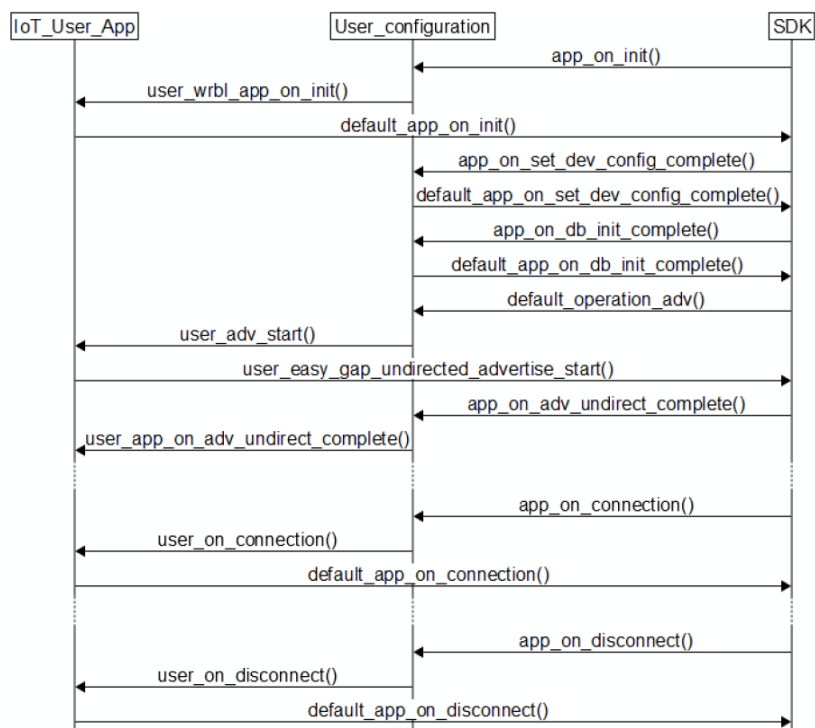 IoT_User_App User_configuration SDK
app_on_init()
user_wrbl_app_on_init()
default_app_on_init()
app_on_set_dev_config_complete()
default_app_on_set_dev_config_complete()
app_on_db_init_complete()
default_app_on_db_init_complete()
default_operation_adv()
user_adv_start()
user_easy_gap_undirected_advertise_start()
app_on_adv_undirect_complete()
user_app_on_adv_undirect_complete()
app_on_connection()
user_on_connection()
default_app_on_connection()
app_on_disconnect()
user_on_disconnect()
default_app_on_disconnect()